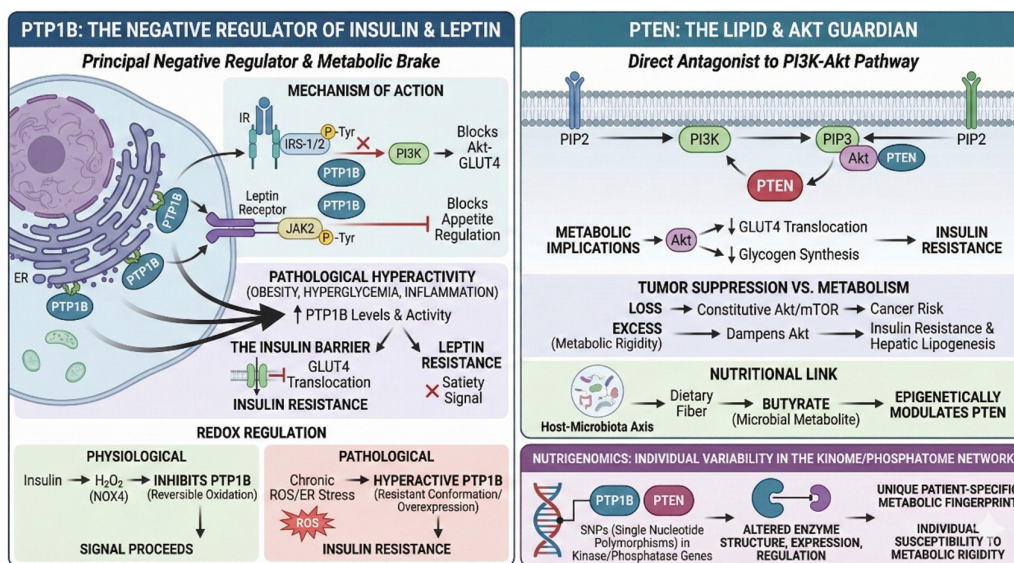 PTP1B: THE NEGATIVE REGULATOR OF INSULIN & LEPTIN
Principal Negative Regulator & Metabolic Brake
MECHANISM OF ACTION
IR
IRS-1/2
P
-Tyr
PTP1B
PI3K
Blocks
Akt-
GLUT4
PTP1B
Leptin
Receptor
JAK2
P
-Tyr
PTP1B
Blocks
Appetite
Regulation
ER
PTP1B
PTP1B
PATHOLOGICAL HYPERACTIVITY
(OBESITY, HYPERGLYCEMIA, INFLAMMATION)
↑ PTP1B Levels & Activity
THE INSULIN BARRIER
GLUT4
Translocation
INSULIN RESISTANCE
LEPTIN
RESISTANCE
Satiety
Signal
REDOX REGULATION
PHYSIOLOGICAL
Insulin
H₂O₂
(NOX4)
INHIBITS PTP1B
(Reversible Oxidation)
SIGNAL PROCEEDS
PATHOLOGICAL
Chronic
ROS/ER Stress
ROS
HYPERACTIVE PTP1B
(Resistant Conformation/
Overexpression)
INSULIN RESISTANCE
PTEN: THE LIPID & AKT GUARDIAN
Direct Antagonist to PI3K-Akt Pathway
PIP2
PI3K
PIP3
PIP2
Akt
PTEN
PTEN
METABOLIC
IMPLICATIONS
Akt
↓ GLUT4 Translocation
↓ Glycogen Synthesis
INSULIN
RESISTANCE
TUMOR SUPPRESSION VS. METABOLISM
LOSS
Constitutive Akt/mTOR
Cancer Risk
EXCESS
(Metabolic Rigidity)
Dampens Akt
Insulin Resistance &
Hepatic Lipogenesis
NUTRITIONAL LINK
Host-Microbiota Axis
Dietary
Fiber
BUTYRATE
(Microbial Metabolite)
EPIGENETICALLY
MODULATES PTEN
NUTRIGENOMICS: INDIVIDUAL VARIABILITY IN THE KINOME/PHOSPHATOME NETWORK
PTP1B
PTEN
SNPs (Single Nucleotide
Polymorphisms) in
Kinase/Phosphatase Genes
ALTERED ENZYME
STRUCTURE, EXPRESSION,
REGULATION
UNIQUE PATIENT-SPECIFIC
METABOLIC FINGERPRINT
INDIVIDUAL
SUSCEPTIBILITY TO
METABOLIC RIGIDITY